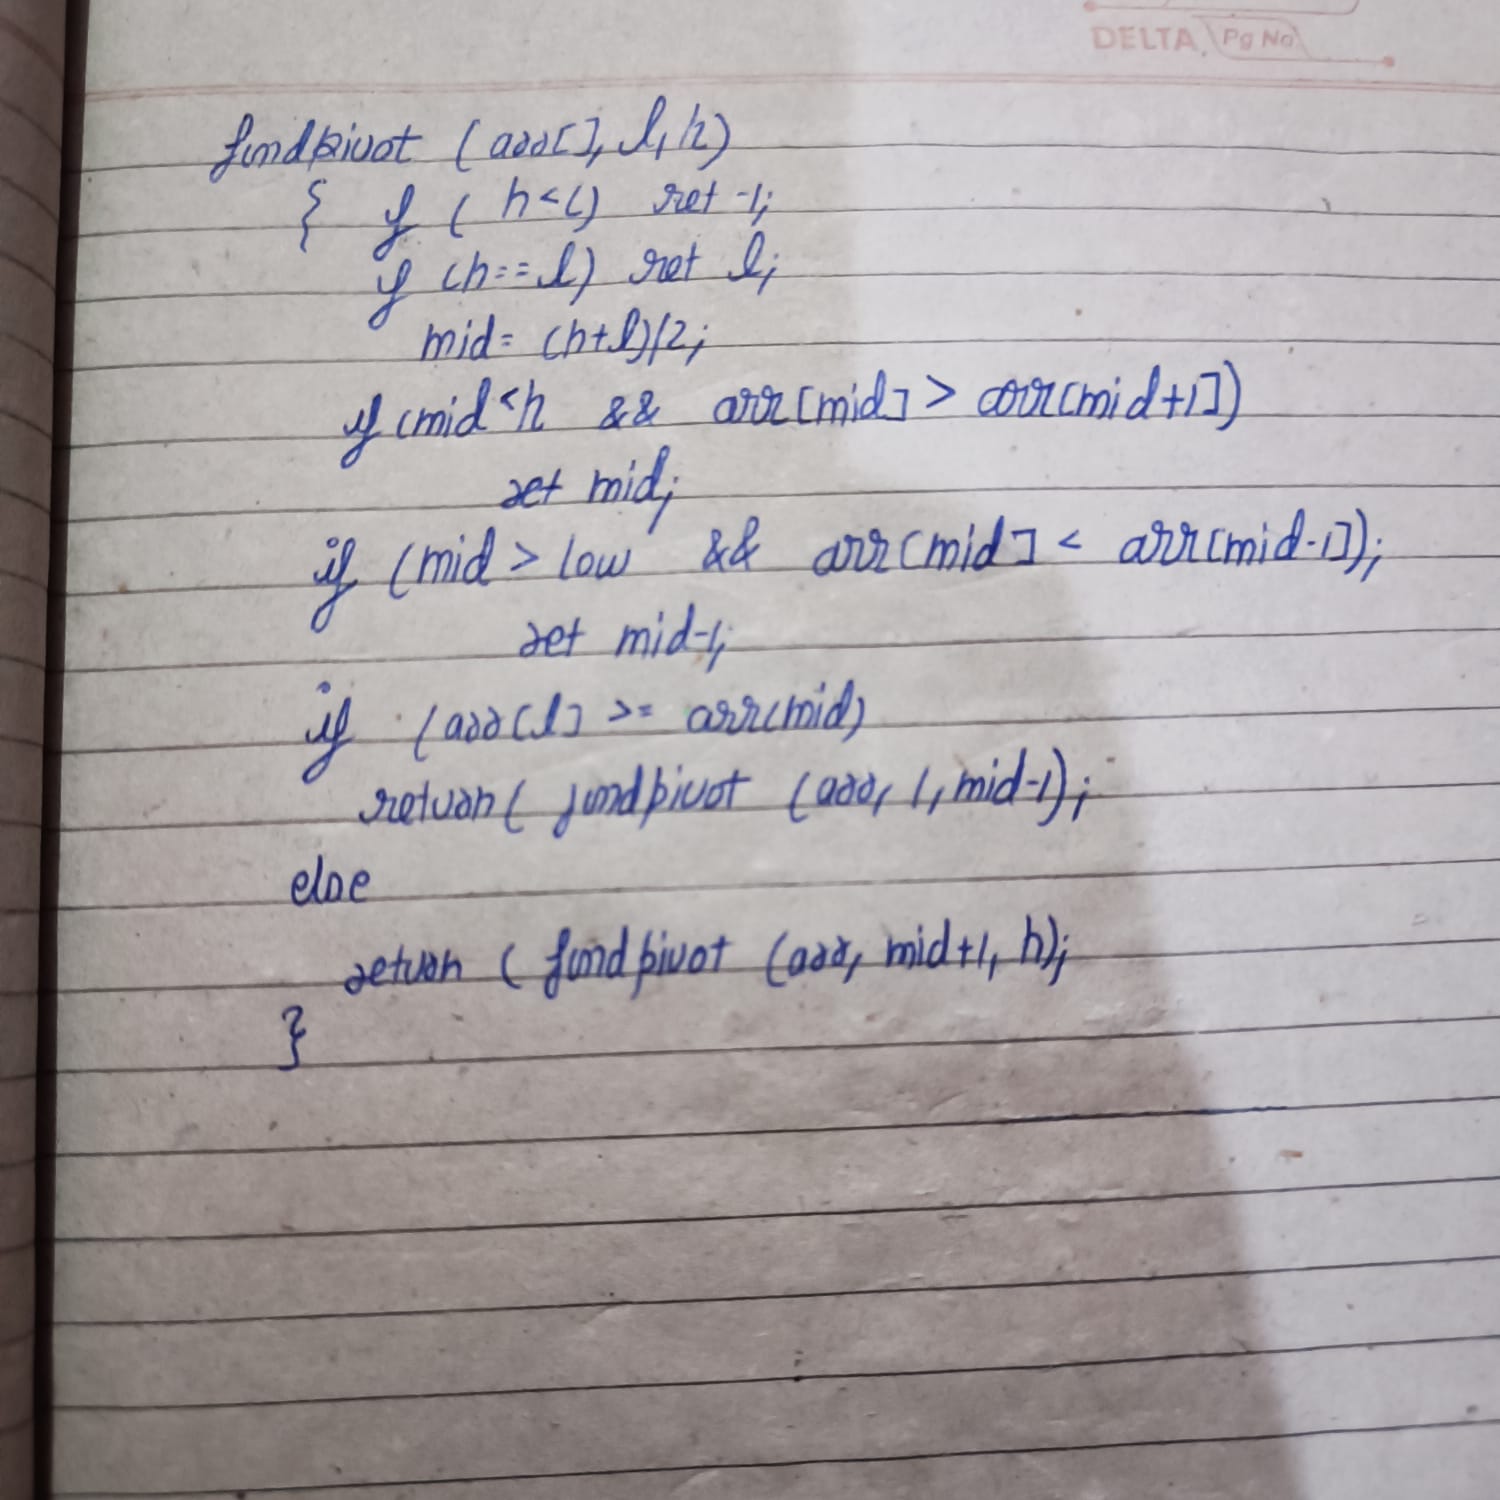 DELTA Pg No
findpivot (arr[], l, h)
{ if ( h<l) ret -1;
if (h==l) ret l;
mid= (h+l)/2;
if (mid<h && arr[mid] > arr[mid+1])
ret mid;
if (mid > low && arr[mid] < arr[mid-1]);
ret mid-1;
if (arr[l] >= arr(mid)
return( findpivot (arr, l, mid-1);
else
return ( findpivot (arr, mid+1, h);
}